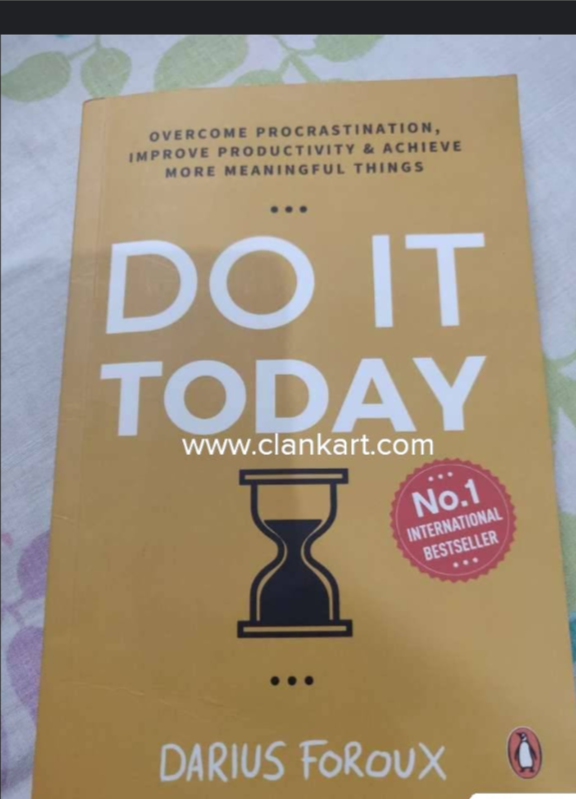 OVERCOME PROCRASTINATION,
IMPROVE PRODUCTIVITY & ACHIEVE
MORE MEANINGFUL THINGS
DO IT
TODAY
www.clankart.com
No.1
INTERNATIONAL
BESTSELLER
DARIUS FOROUX